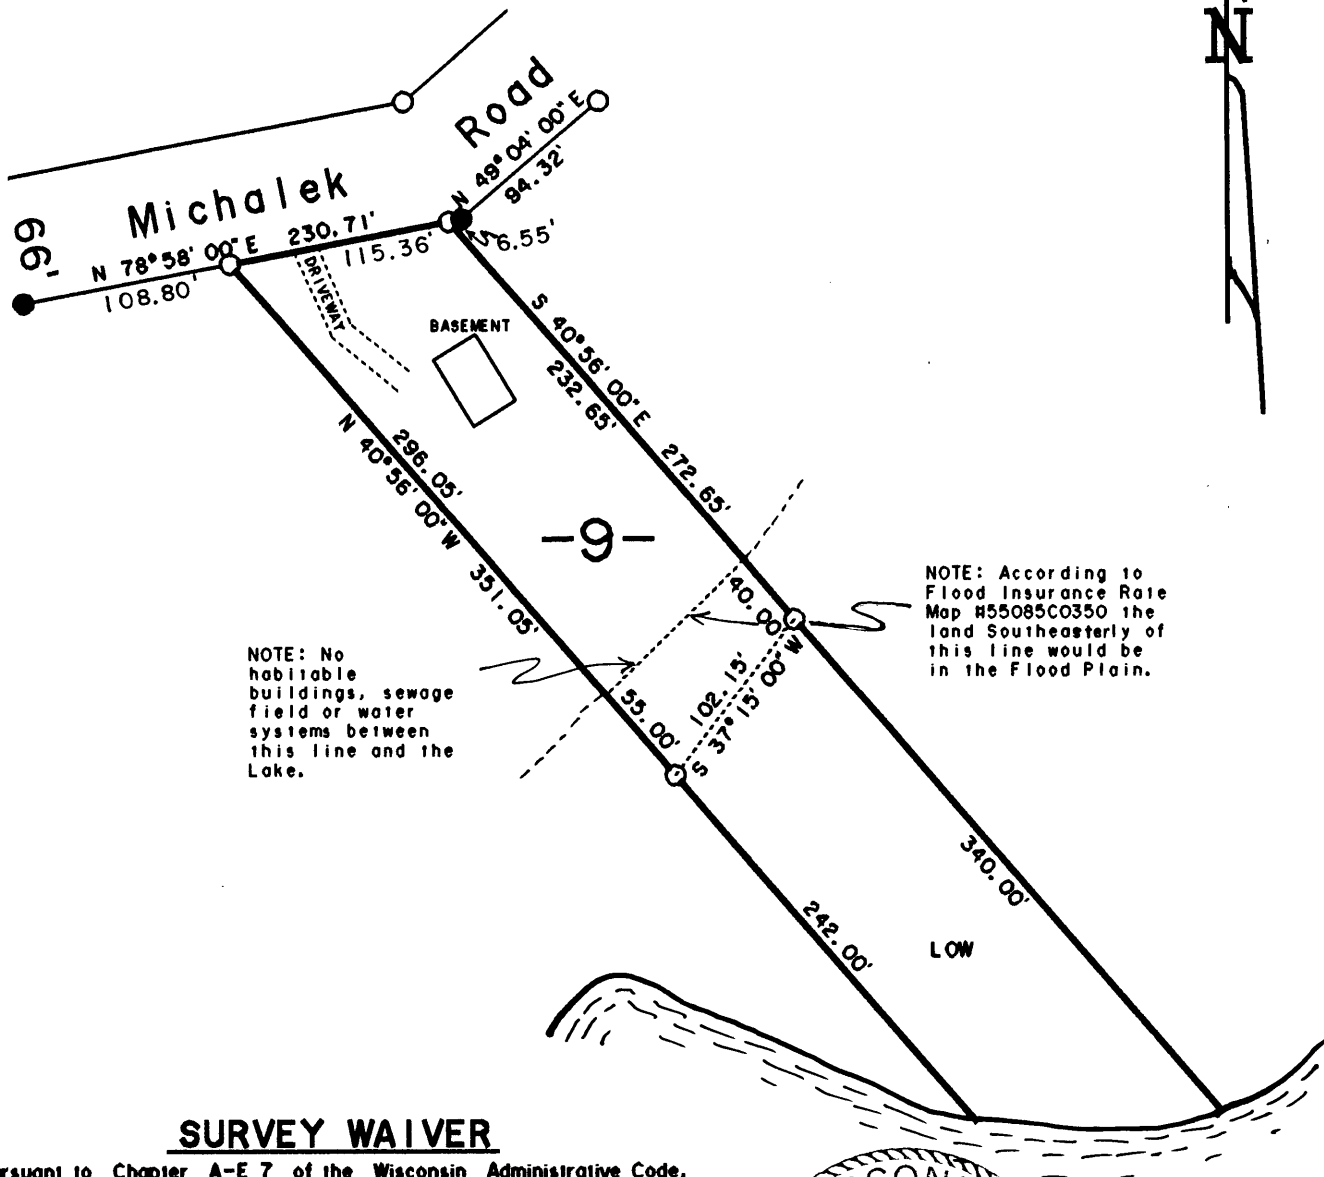 N
Road
N 49° 04' 00" E
94.32'
Michalek
66'
N 78° 58' 00" E 230.71'
108.80'
115.36'
6.55'
DRIVEWAY
BASEMENT
S 40° 56' 00" E 272.65'
232.65'
296.05'
N 40° 56' 00" W 351.05'
-9-
40.00'
NOTE: According to
Flood Insurance Rate
Map #55085C0350 the
land Southeasterly of
this line would be
in the Flood Plain.
NOTE: No
habitable
buildings, sewage
field or water
systems between
this line and the
Lake.
55.00'
102.15'
S 37° 15' 00" W
340.00'
242.00'
LOW
SURVEY WAIVER
rsuant to Chapter A-E 7 of the Wisconsin Administrative Code,